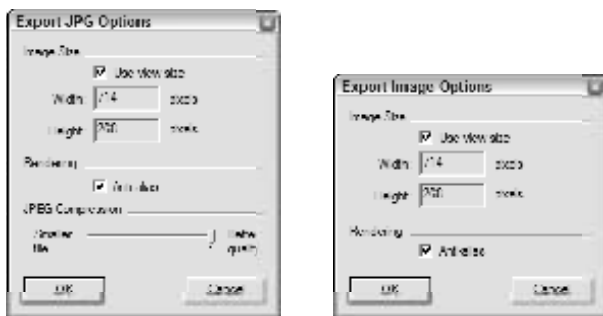 Export JPG Options
Image Size
Use view size
Width: 714 pixels
Height: pixels
Rendering
Anti-alias
JPEG Compression
Smaller file
Better quality
OK
Cancel
Export Image Options
Image Size
Use view size
Width: 714 pixels
Height: pixels
Rendering
Anti-alias
OK
Cancel